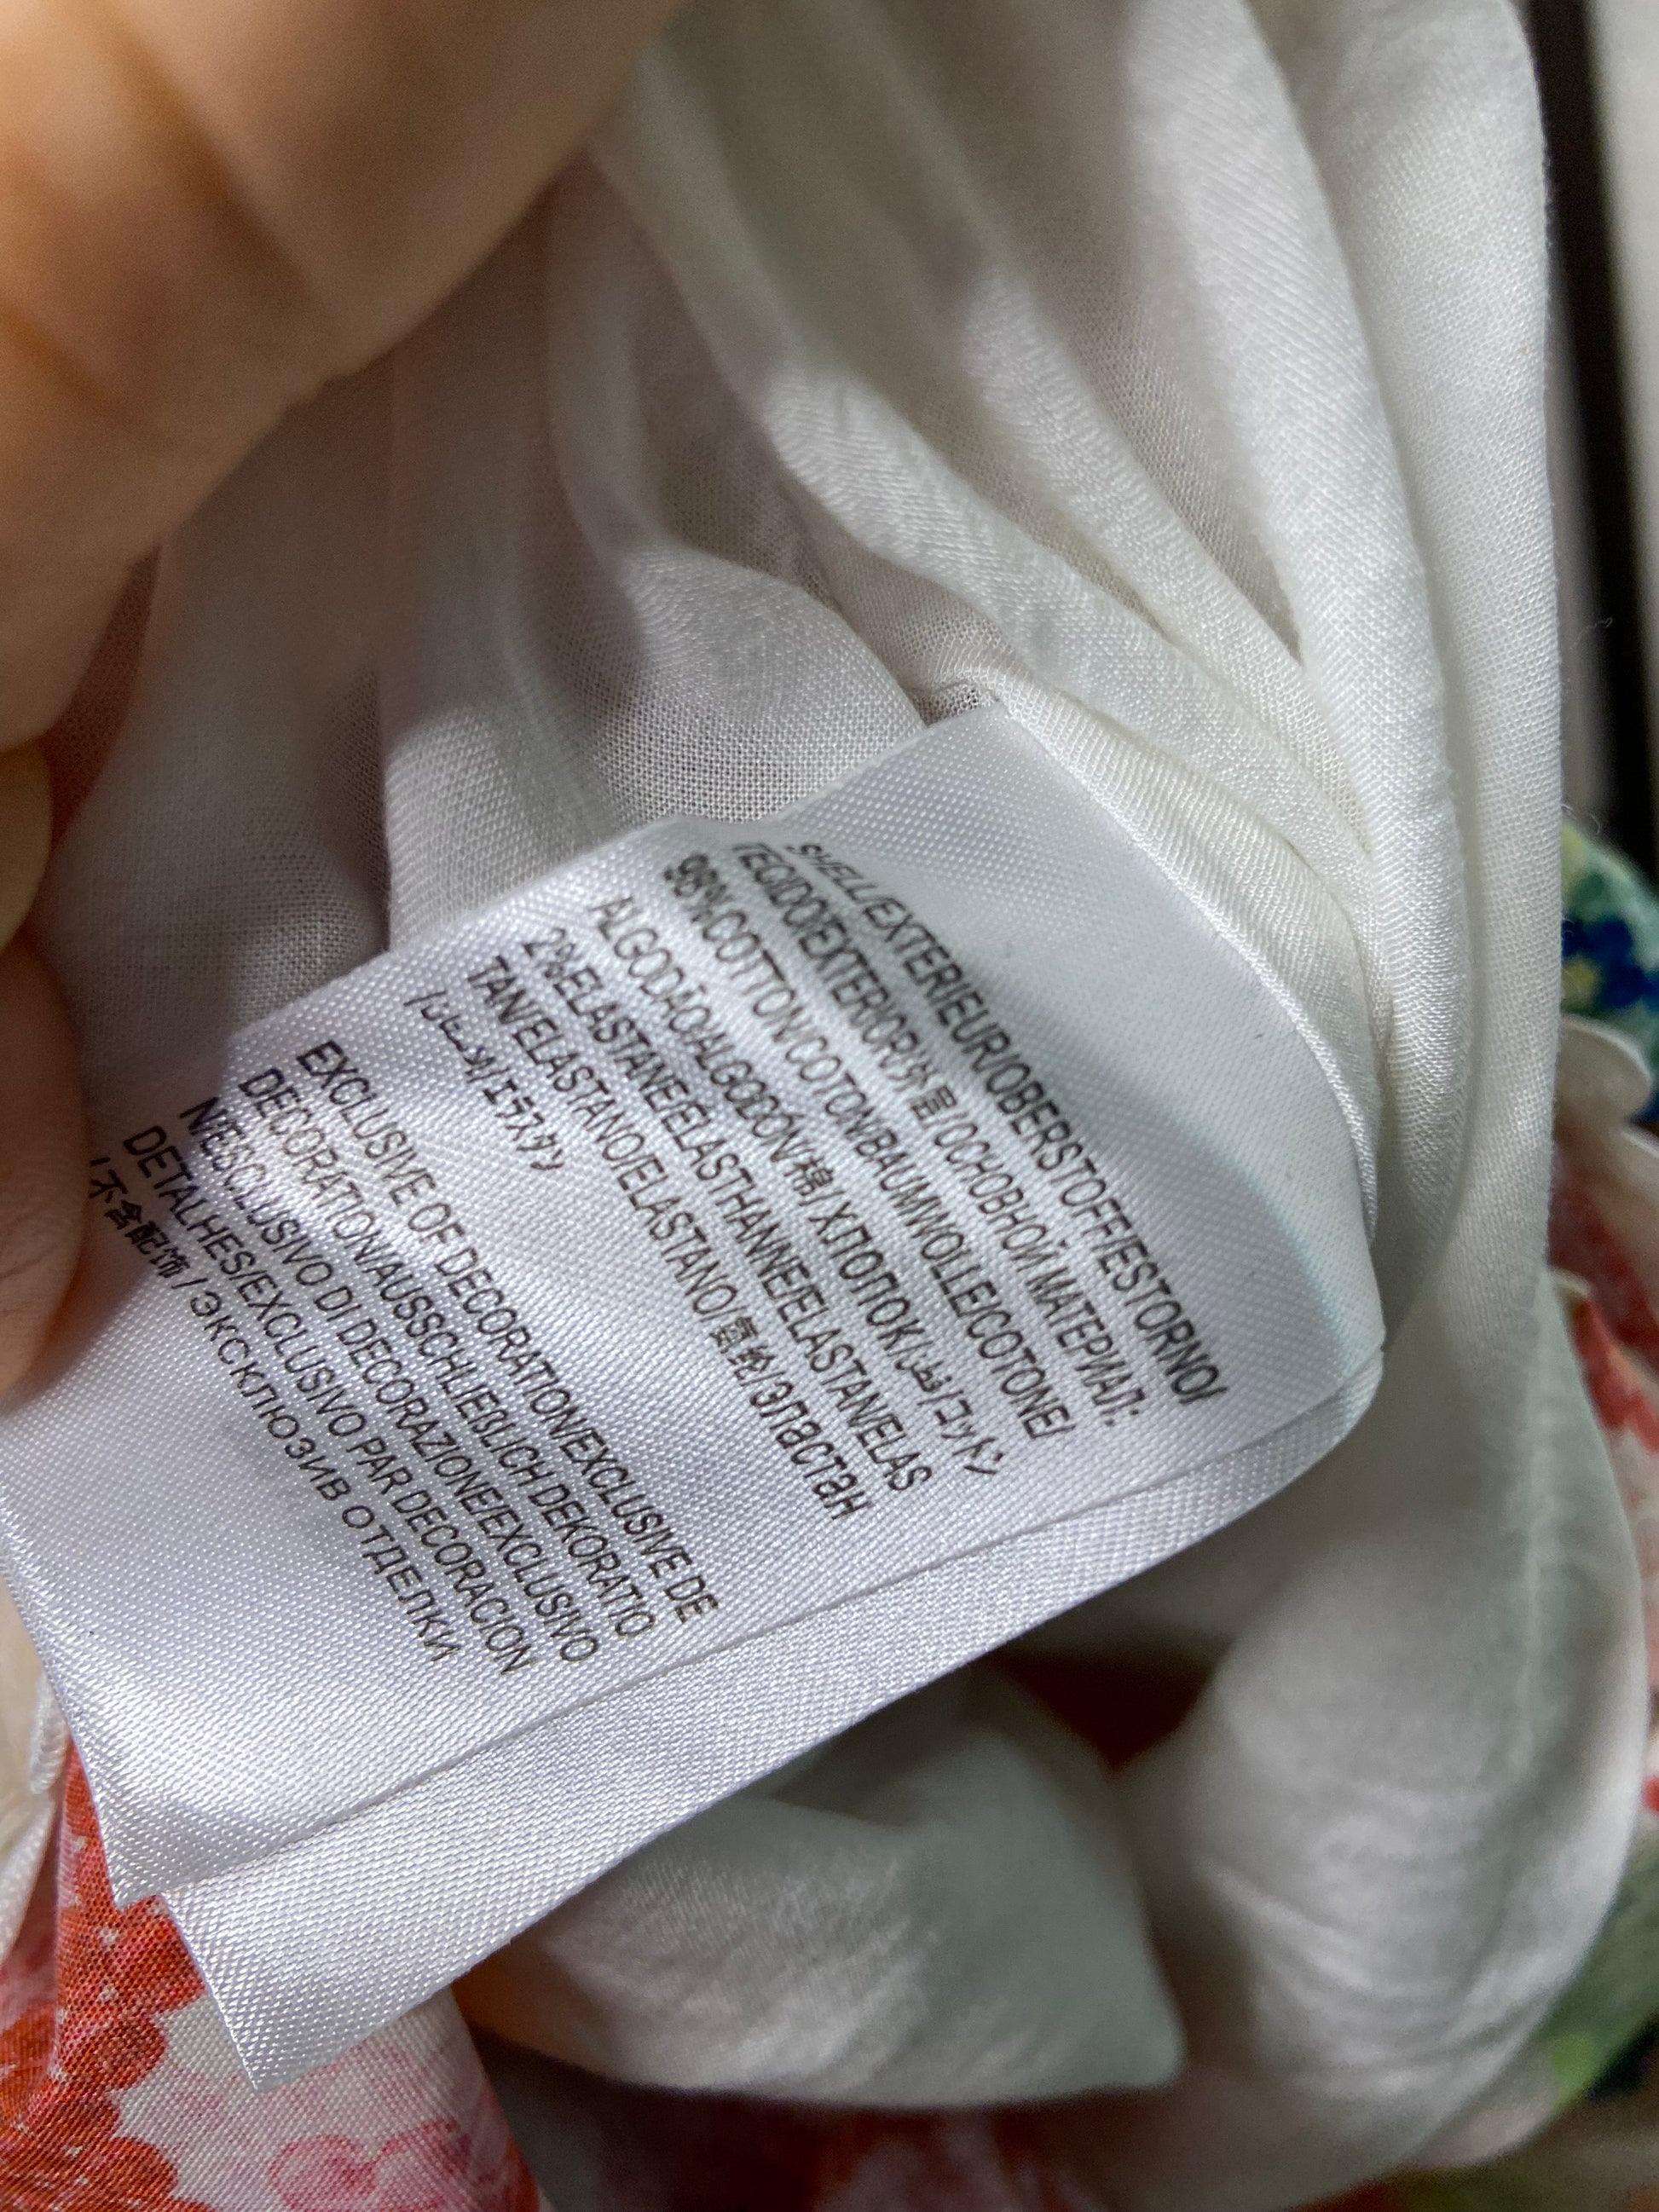 SHELL/EXTERIEUR/OBERSTOFF/ESTORNO/
TECIDO/EXTERIOR/外层/ОСНОВНОЙ МАТЕРИАЛ:
98%COTTON/COTON/BAUMWOLLE/COTONE/
ALGODÃO/ALGODÓN/棉/ХЛОПОК/قطن/コットン
2%ELASTANE/ÉLASTHANNE/ELASTAN/ELAS
TAN/ELASTANO/ELASTANO/氨纶/эластан
/エラスタン
EXCLUSIVE OF DECORATION/EXCLUSIVE DE
DECORATION/AUSSCHLIEẞLICH DEKORATIO
N/ESCLUSIVO DI DECORAZIONE/EXCLUSIVO
DETALHES/EXCLUSIVO PAR DECORACION
/不含配饰/ЭКСКЛЮЗИВ ОТДЕЛКИ